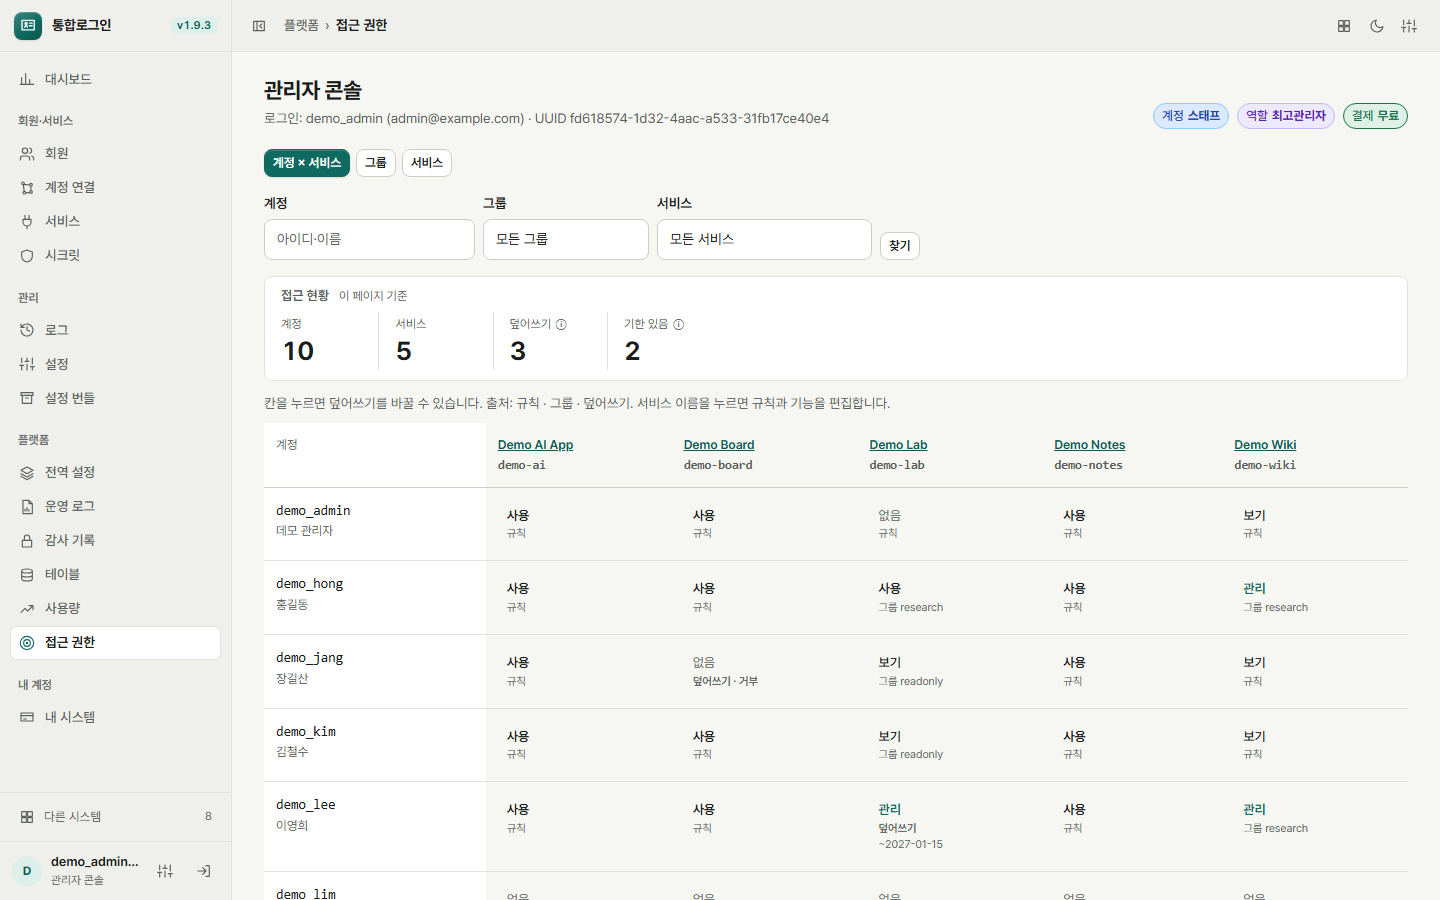 통합로그인
v1.9.3
플랫폼 › 접근 권한
대시보드
회원·서비스
회원
계정 연결
서비스
시크릿
관리
로그
설정
설정 번들
플랫폼
전역 설정
운영 로그
감사 기록
테이블
사용량
접근 권한
내 계정
내 시스템
다른 시스템 8
D demo_admin...
관리자 콘솔
관리자 콘솔
로그인: demo_admin (admin@example.com) · UUID fd618574-1d32-4aac-a533-31fb17ce40e4
계정 스태프 역할 최고관리자 결제 무료
계정 × 서비스 그룹 서비스
계정 그룹 서비스
아이디·이름 모든 그룹 모든 서비스 찾기
접근 현황 이 페이지 기준
계정 서비스 덮어쓰기 기한 있음
10 5 3 2
칸을 누르면 덮어쓰기를 바꿀 수 있습니다. 출처: 규칙 · 그룹 · 덮어쓰기. 서비스 이름을 누르면 규칙과 기능을 편집합니다.
계정 Demo AI App Demo Board Demo Lab Demo Notes Demo Wiki
demo-ai demo-board demo-lab demo-notes demo-wiki
demo_admin 사용 사용 없음 사용 보기
데모 관리자 규칙 규칙 규칙 규칙 규칙
demo_hong 사용 사용 사용 사용 관리
홍길동 규칙 규칙 그룹 research 규칙 그룹 research
demo_jang 사용 없음 보기 사용 보기
장길산 규칙 덮어쓰기 · 거부 그룹 readonly 규칙 규칙
demo_kim 사용 사용 보기 사용 보기
김철수 규칙 규칙 그룹 readonly 규칙 규칙
demo_lee 사용 사용 관리 사용 관리
이영희 규칙 규칙 덮어쓰기 규칙 그룹 research
~2027-01-15
demo_lim 없음 없음 없음 없음 없음